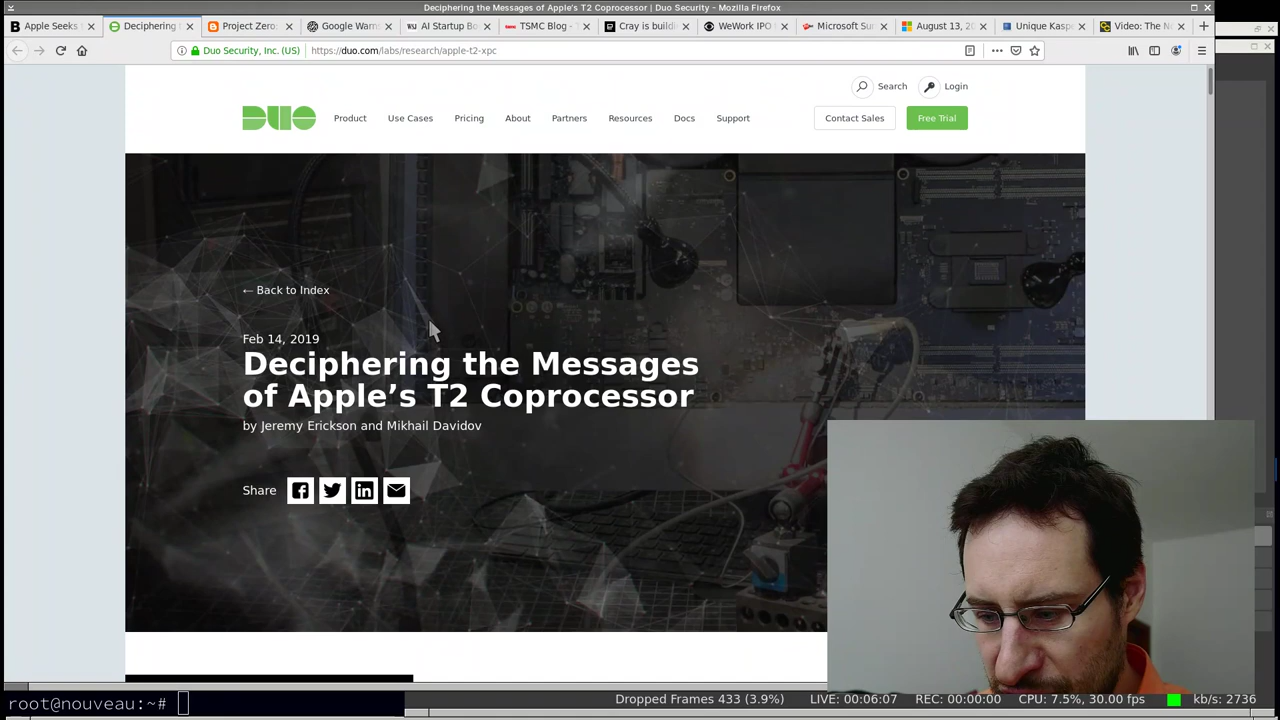 Deciphering the Messages of Apple's T2 Coprocessor | Duo Security - Mozilla Firefox
Apple Seeks
Deciphering t
Project Zero:
Google Warn
AI Startup Bo
TSMC Blog -
Cray is build
WeWork IPO
Microsoft Su
August 13, 20
Unique Kasp
Video: The N
Duo Security, Inc. (US)
https://duo.com/labs/research/apple-t2-xpc
Search
Login
DUO
Product
Use Cases
Pricing
About
Partners
Resources
Docs
Support
Contact Sales
Free Trial
← Back to Index
Feb 14, 2019
Deciphering the Messages
of Apple’s T2 Coprocessor
by Jeremy Erickson and Mikhail Davidov
Share
root@nouveau:~#
Dropped Frames 433 (3.9%)
LIVE: 00:06:07
REC: 00:00:00
CPU: 7.5%, 30.00 fps
kb/s: 2736